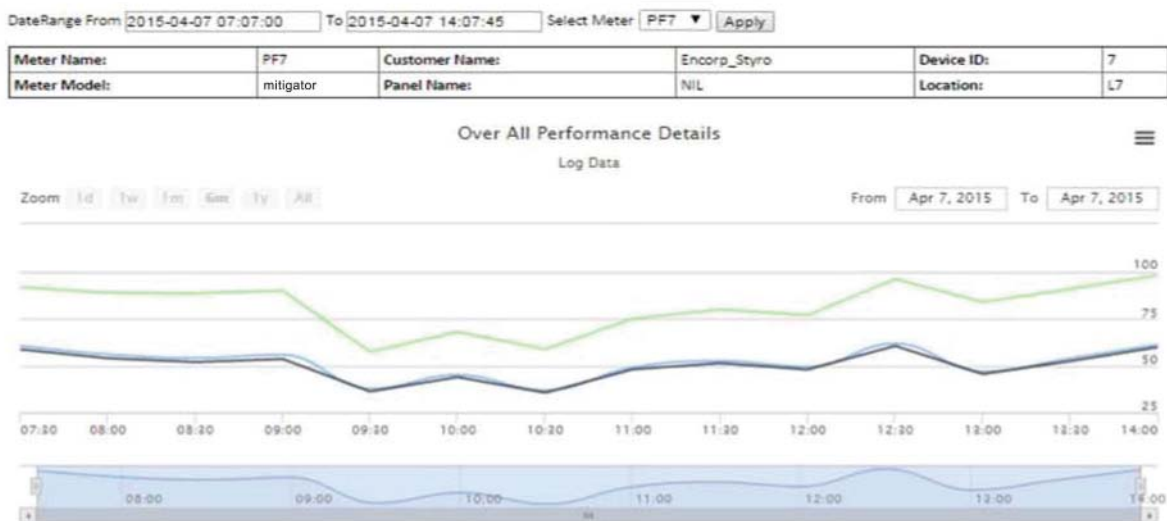 DateRange From 2015-04-07 07:07:00 To 2015-04-07 14:07:45 Select Meter PF7 ▼ Apply
Meter Name: PF7 Customer Name: Encorp_Styro Device ID: 7
Meter Model: mitigator Panel Name: NIL Location: L7
Over All Performance Details
Log Data
Zoom 1d 1w 1m 6m 1y All From Apr 7, 2015 To Apr 7, 2015
100
75
50
25
07:30 08:00 08:30 09:00 09:30 10:00 10:30 11:00 11:30 12:00 12:30 13:00 13:30 14:00
08:00 09:00 10:00 11:00 12:00 13:00 14:00